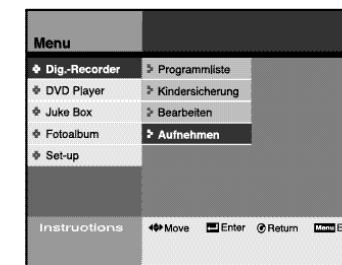 Menu
Dig.-Recorder
DVD Player
Juke Box
Fotoalbum
Set-up
Programmliste
Kindersicherung
Bearbeiten
Aufnehmen
Instructions Move Enter Return Menu E